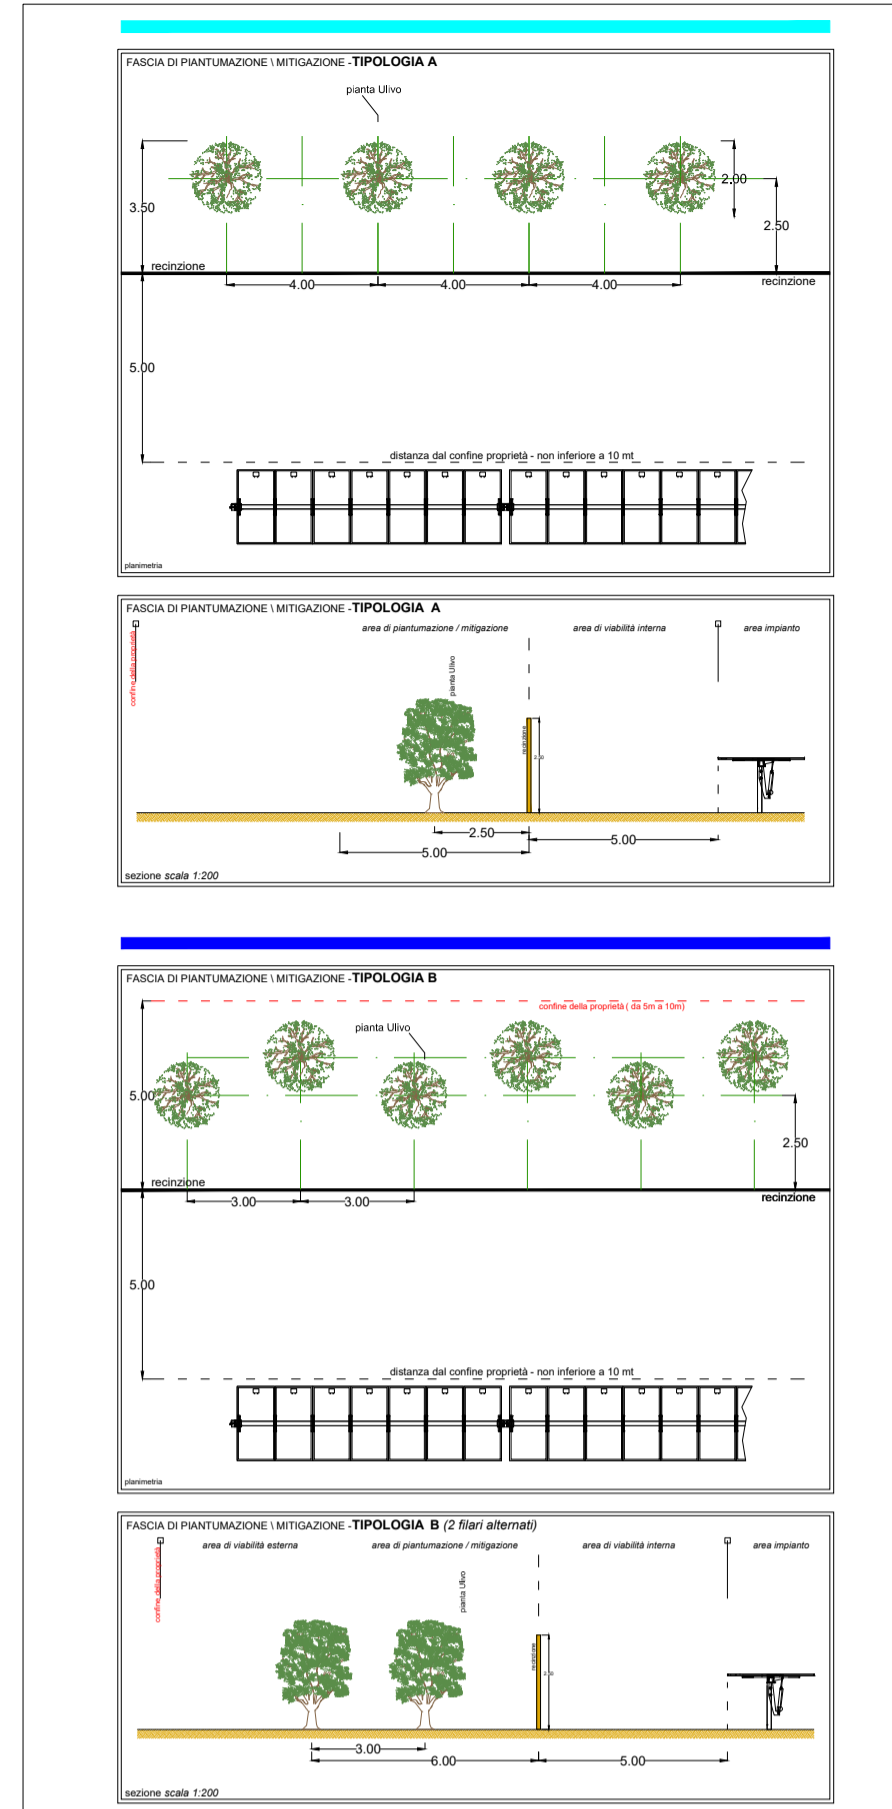 FASCIA DI PIANTUMAZIONE \ MITIGAZIONE -TIPOLOGIA A
pianta Ulivo
3.50
2.00
2.50
recinzione
recinzione
4.00
4.00
4.00
5.00
distanza dal confine proprietà - non inferiore a 10 mt
planimetria
FASCIA DI PIANTUMAZIONE \ MITIGAZIONE -TIPOLOGIA A
area di piantumazione / mitigazione
area di viabilità interna
area impianto
confine della proprietà
pianta Ulivo
recinzione
2.50
2.50
5.00
5.00
sezione scala 1:200
FASCIA DI PIANTUMAZIONE \ MITIGAZIONE -TIPOLOGIA B
confine della proprietà ( da 5m a 10m)
pianta Ulivo
5.00
2.50
recinzione
recinzione
3.00
3.00
5.00
distanza dal confine proprietà - non inferiore a 10 mt
planimetria
FASCIA DI PIANTUMAZIONE \ MITIGAZIONE -TIPOLOGIA B (2 filari alternati)
area di viabilità esterna
area di piantumazione / mitigazione
area di viabilità interna
area impianto
confine della proprietà
pianta Ulivo
recinzione
2.50
3.00
6.00
5.00
sezione scala 1:200